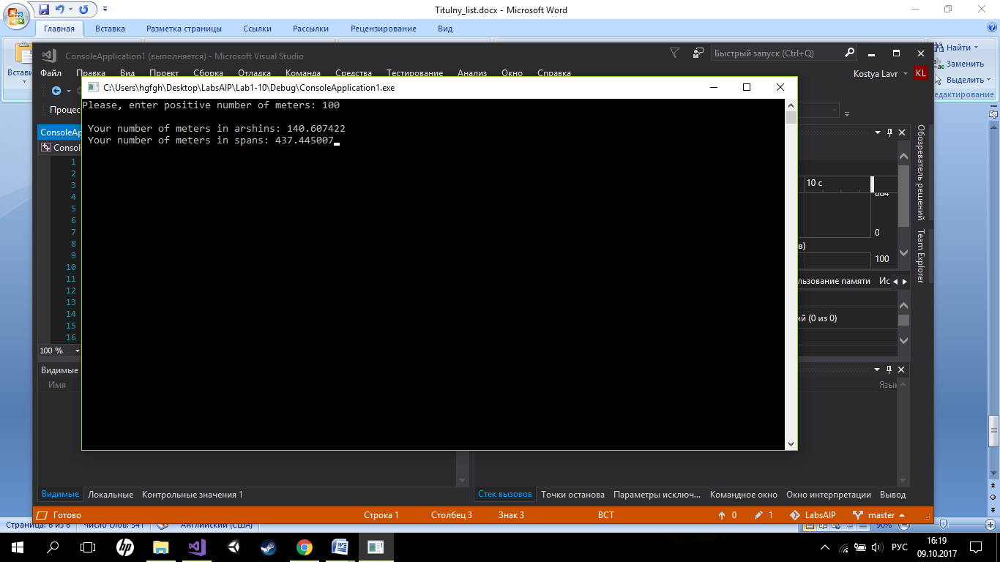 Titulny_list.docx - Microsoft Word
Главная Вставка Разметка страницы Ссылки Рассылки Рецензирование Вид
Найти
Заменить
Выделить
ConsoleApplication1 (выполняется) - Microsoft Visual Studio
Быстрый запуск (Ctrl+Q)
Файл Правка Вид Проект Сборка Отладка Команда Средства Тестирование Анализ Окно Справка
Kostya Lavr KL
C:\Users\hgfgh\Desktop\LabsAIP\Lab1-10\Debug\ConsoleApplication1.exe
Please, enter positive number of meters: 100
Your number of meters in arshins: 140.607422
Your number of meters in spans: 437.445007
1
2
3
4
5
6
7
8
9
10
11
12
13
14
15
16
100 %
10 с
0
100
ользование памяти Ис
ий (0 из 0)
Обозреватель решений
Team Explorer
Видимые
Имя
Язык
Видимые Локальные Контрольные значения 1
Стек вызовов Точки останова Параметры исключ... Командное окно Окно интерпретации Вывод
Готово Строка 1 Столбец 3 Знак 3 ВСТ 0 1 LabsAIP master
Страница: 6 из 6 Число слов: 341 Английский (США) 90%
РУС
16:19
09.10.2017